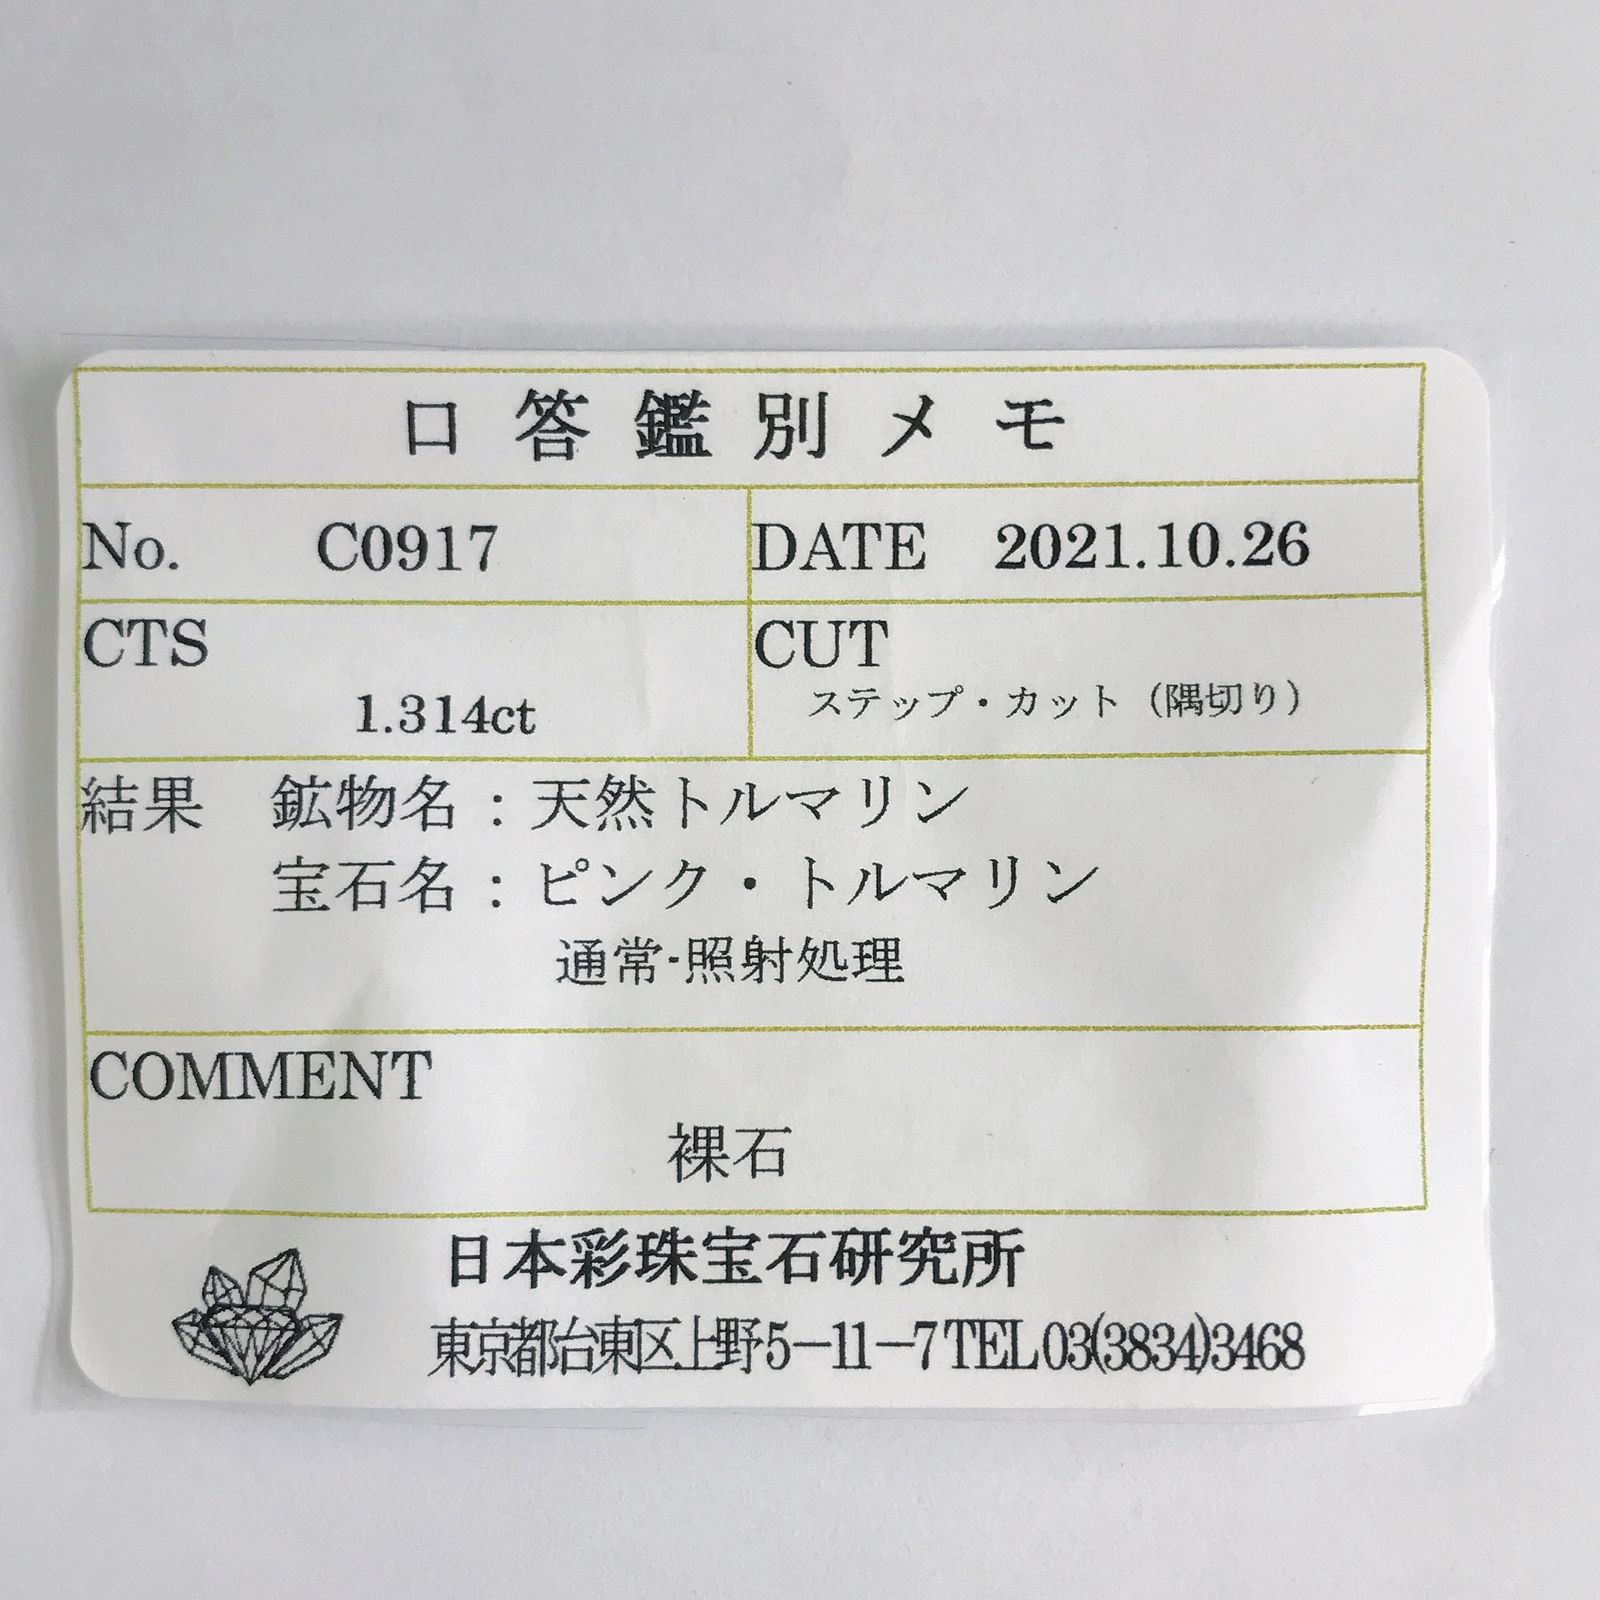 口答鑑別メモ
No. C0917 DATE 2021.10.26
CTS CUT
1.314ct ステップ・カット（隅切り）
結果 鉱物名：天然トルマリン
宝石名：ピンク・トルマリン
通常-照射処理
COMMENT
裸石
日本彩珠宝石研究所
東京都台東区上野5－11－7 TEL 03(3834)3468